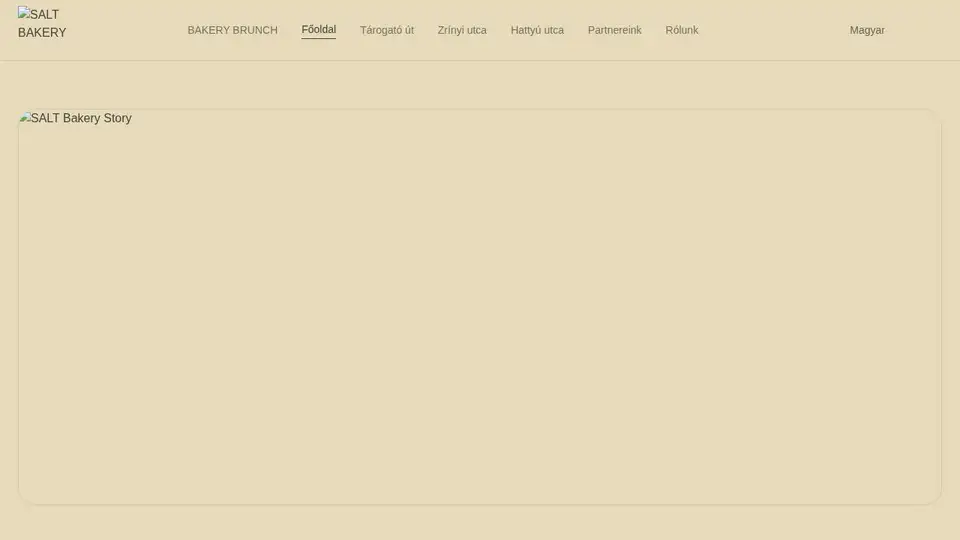 SALT
BAKERY
BAKERY BRUNCH
Főoldal
Tárogató út
Zrínyi utca
Hattyú utca
Partnereink
Rólunk
Magyar
SALT Bakery Story